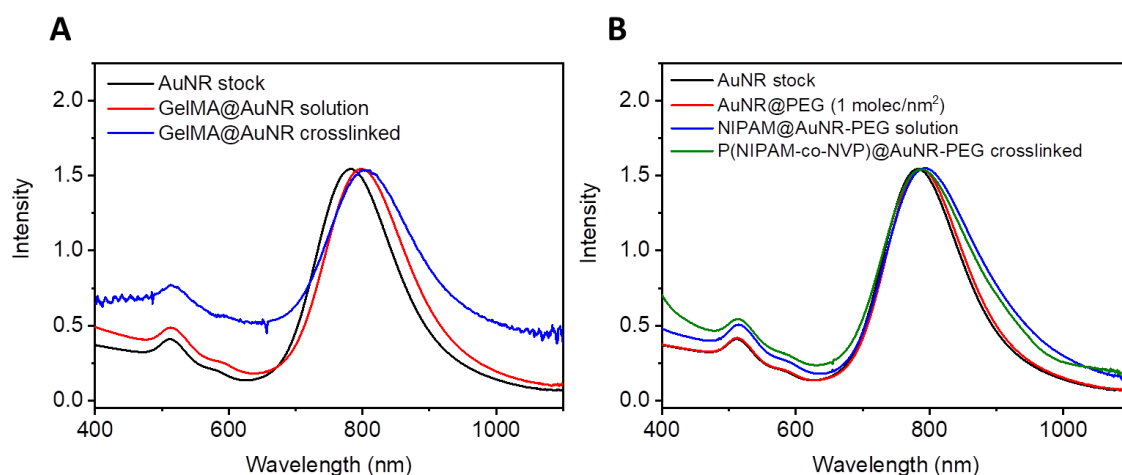 A
AuNR stock
GelMA@AuNR solution
GelMA@AuNR crosslinked
2.0
1.5
1.0
0.5
0.0
Intensity
400
600
800
1000
Wavelength (nm)
B
AuNR stock
AuNR@PEG (1 molec/nm²)
NIPAM@AuNR-PEG solution
P(NIPAM-co-NVP)@AuNR-PEG crosslinked
2.0
1.5
1.0
0.5
0.0
Intensity
400
600
800
1000
Wavelength (nm)